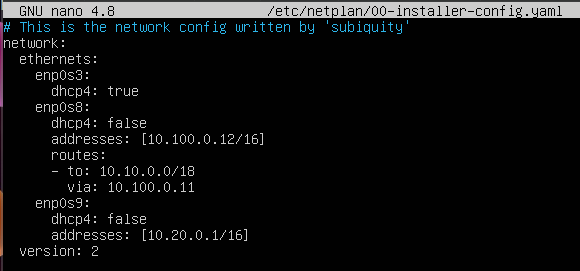 GNU nano 4.8 /etc/netplan/00-installer-config.yaml
# This is the network config written by 'subiquity'
network:
  ethernets:
    enp0s3:
      dhcp4: true
    enp0s8:
      dhcp4: false
      addresses: [10.100.0.12/16]
      routes:
      - to: 10.10.0.0/18
        via: 10.100.0.11
    enp0s9:
      dhcp4: false
      addresses: [10.20.0.1/16]
  version: 2